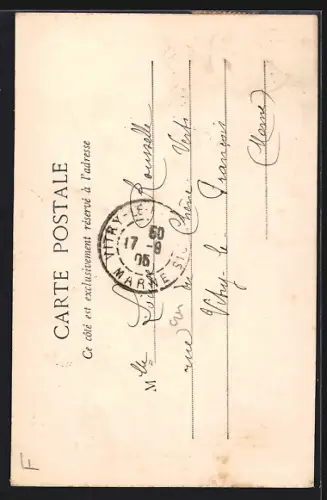 CARTE POSTALE
Ce côté est exclusivement réservé à l'adresse
Mlle Rousselle
rue du Chêne Vert
Vitry-le-François
(Marne)
VITRY-
50
17 -9
05
MARNE
F